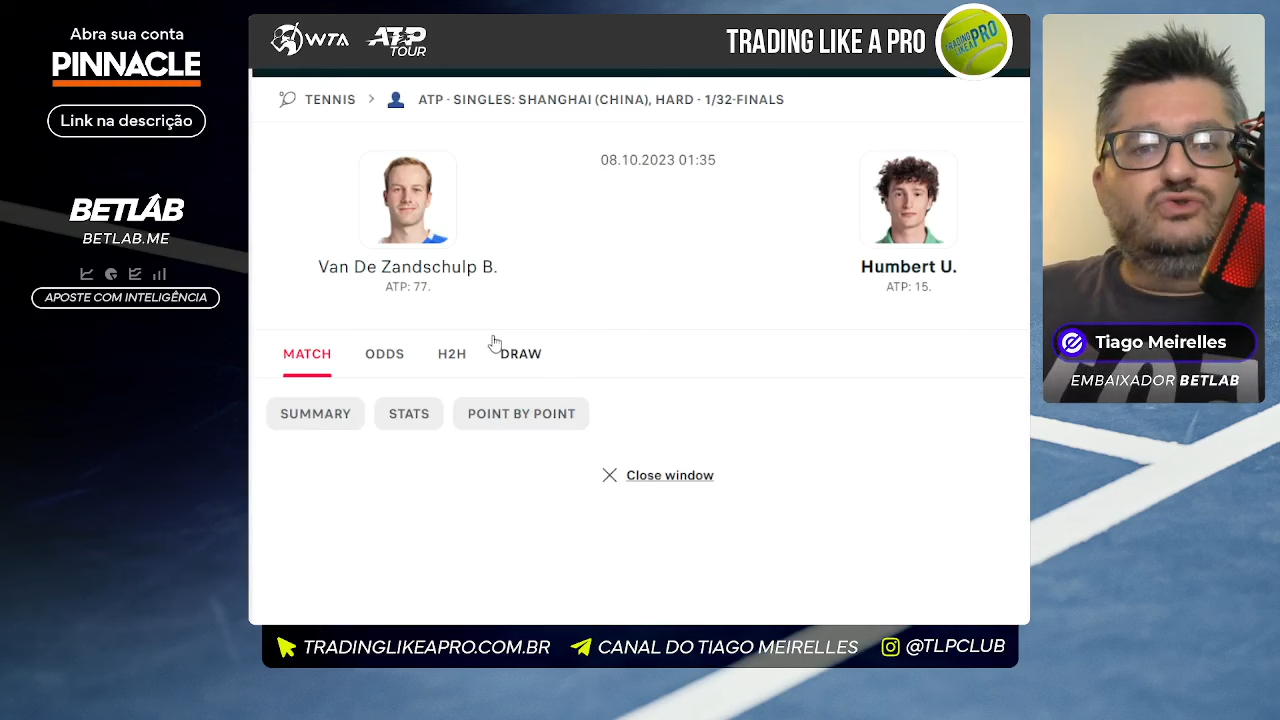 Abra sua conta
PINNACLE
Link na descrição
BETLAB
BETLAB.ME
APOSTE COM INTELIGÊNCIA
WTA
ATP
TOUR
TRADING LIKE A PRO
TRADING
LIKE A
PRO
TENNIS > ATP - SINGLES: SHANGHAI (CHINA), HARD - 1/32-FINALS
08.10.2023 01:35
Van De Zandschulp B.
ATP: 77.
Humbert U.
ATP: 15.
MATCH ODDS H2H DRAW
SUMMARY STATS POINT BY POINT
Close window
Tiago Meirelles
EMBAIXADOR BETLAB
TRADINGLIKEAPRO.COM.BR CANAL DO TIAGO MEIRELLES @TLPCLUB